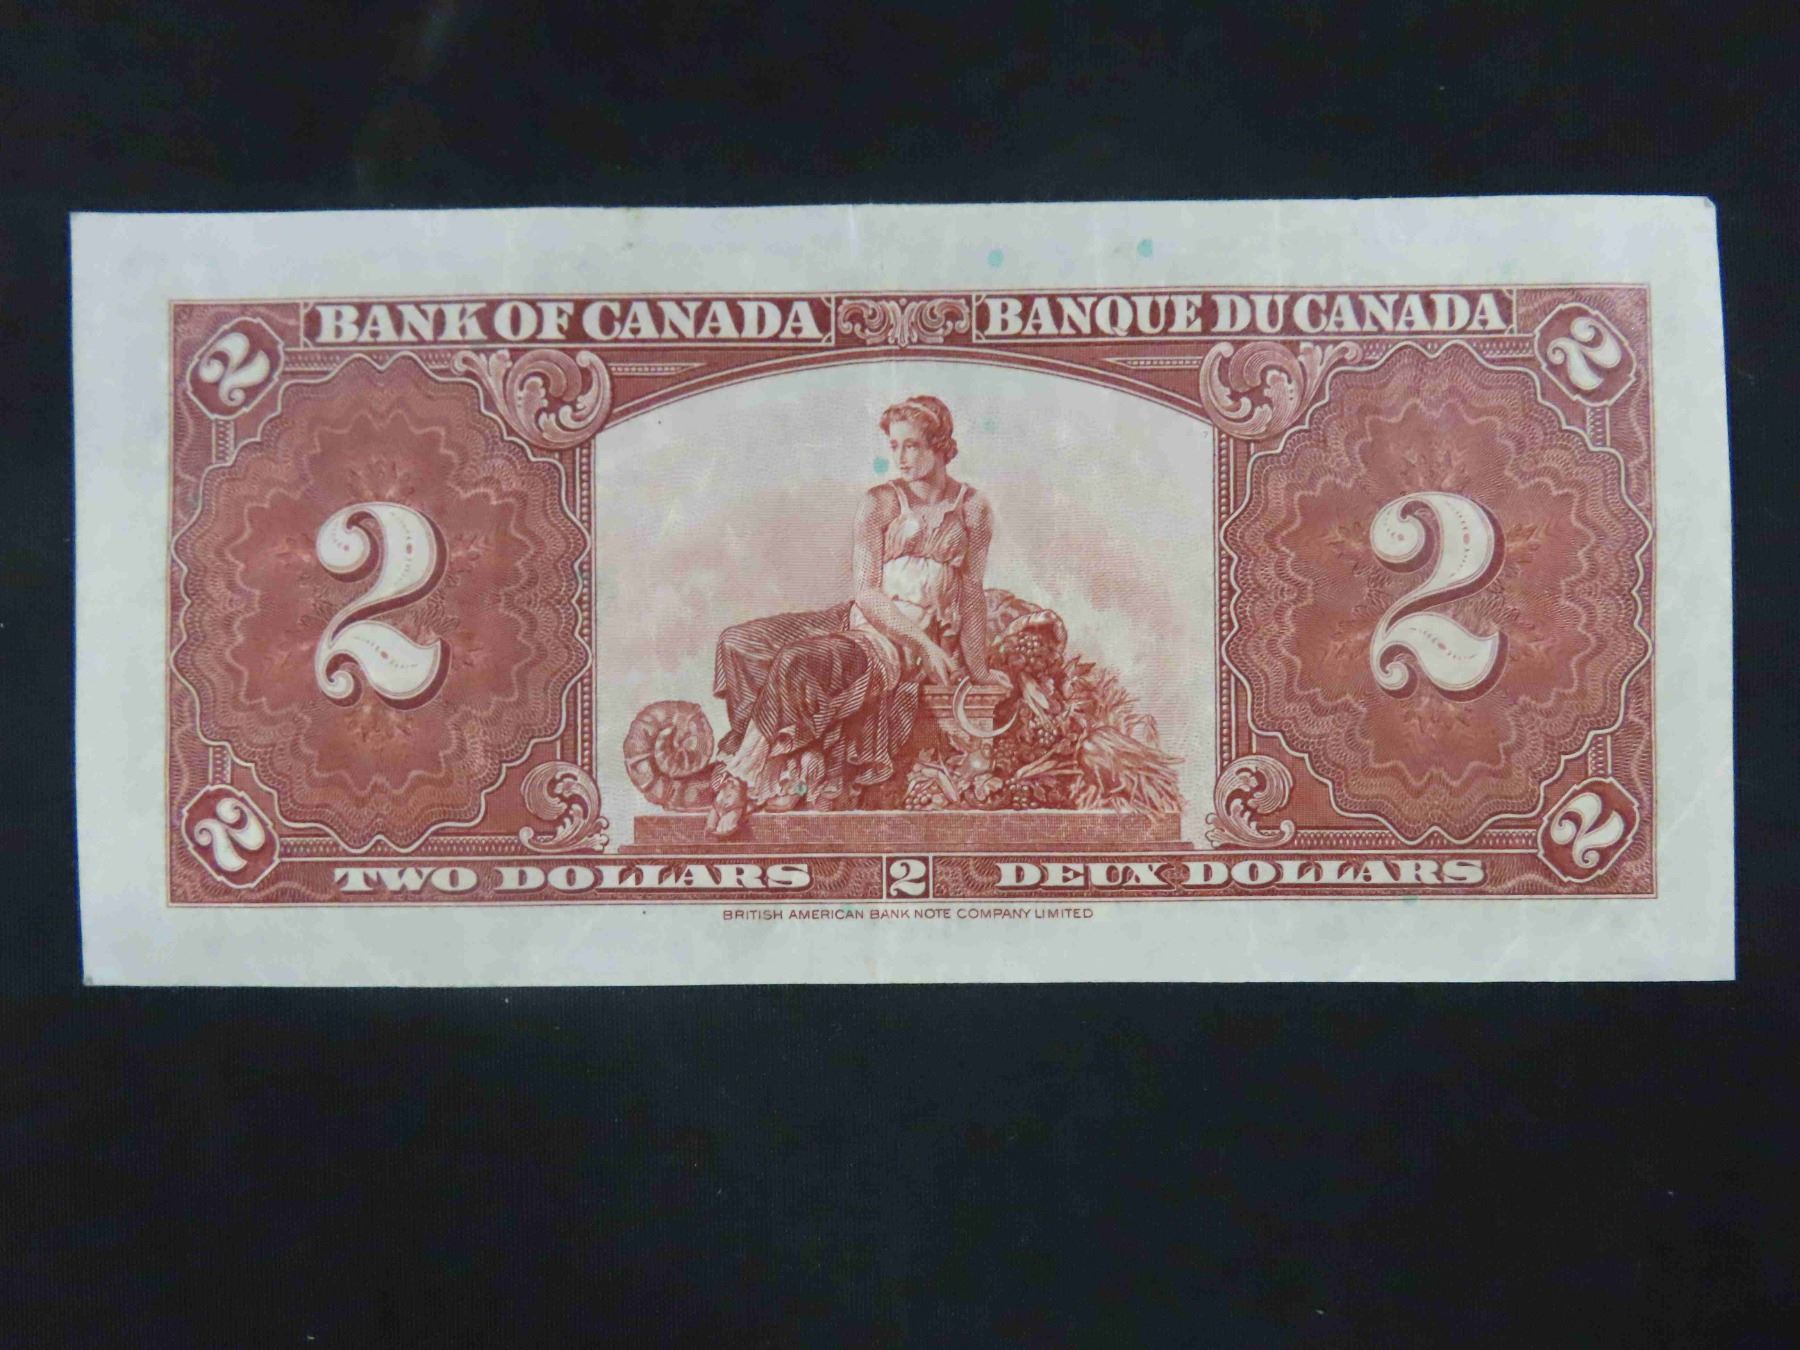 BANK OF CANADA BANQUE DU CANADA
2 2
2 2
2 2
TWO DOLLARS 2 DEUX DOLLARS
BRITISH AMERICAN BANK NOTE COMPANY LIMITED